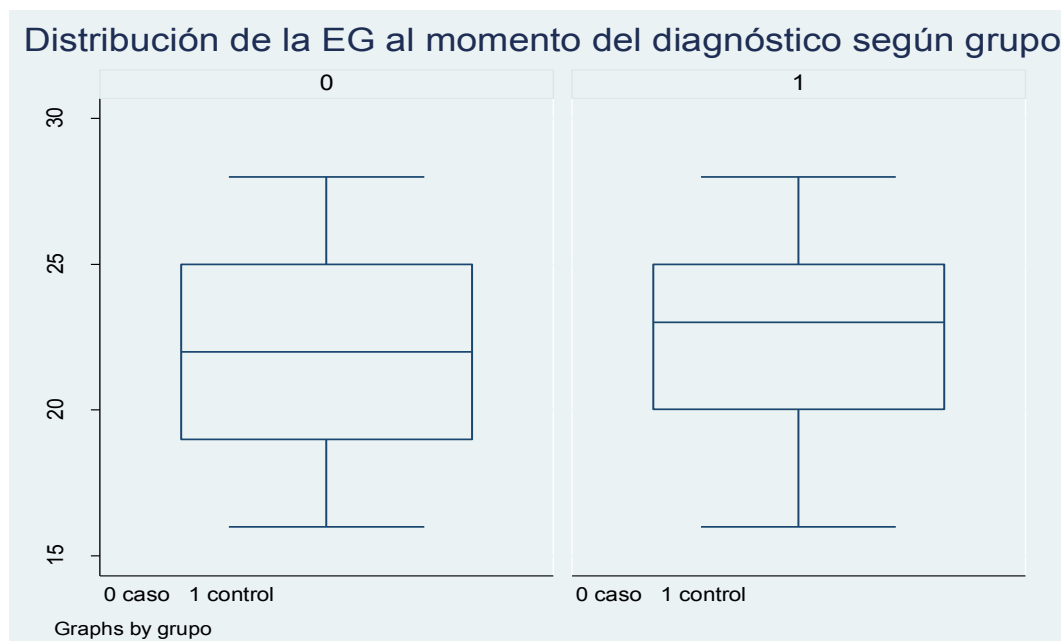 Distribución de la EG al momento del diagnóstico según grupo
0
1
30
25
20
15
0 caso 1 control
0 caso 1 control
Graphs by grupo